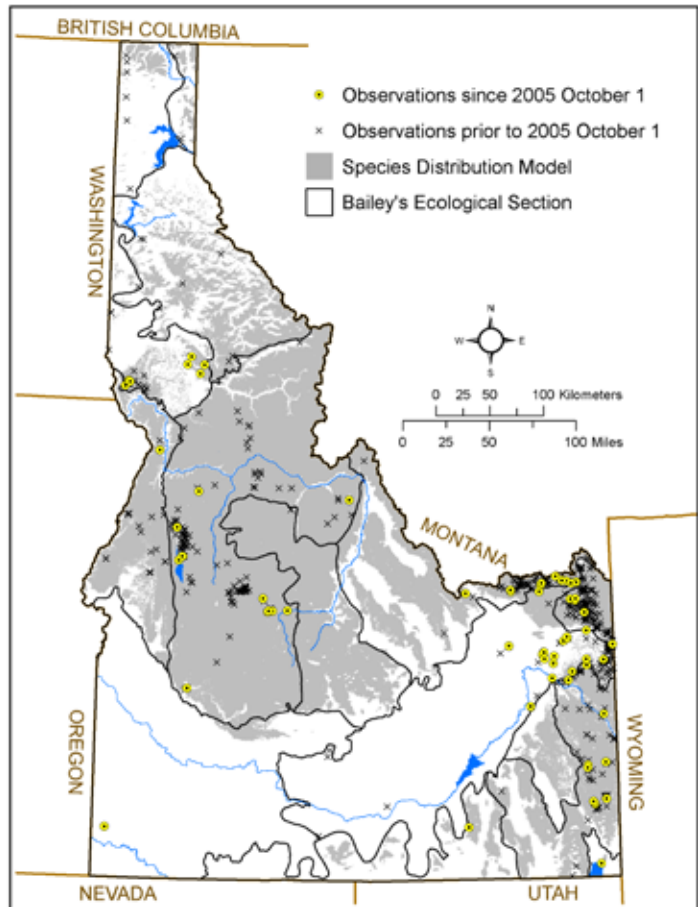 BRITISH COLUMBIA
Observations since 2005 October 1
Observations prior to 2005 October 1
Species Distribution Model
Bailey's Ecological Section
WASHINGTON
N
W E
S
0 25 50 100 Kilometers
0 25 50 100 Miles
MONTANA
OREGON
WYOMING
NEVADA
UTAH